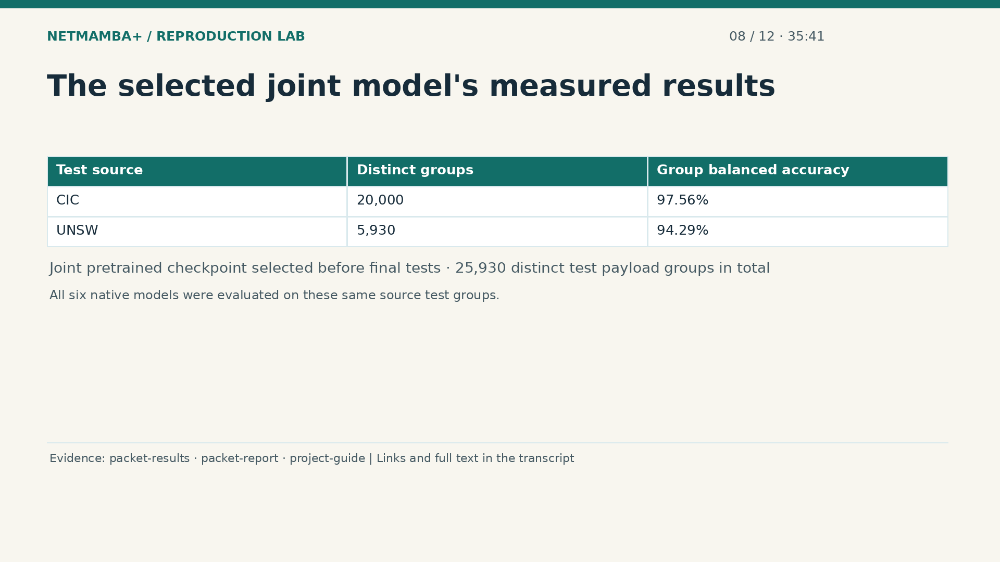 NETMAMBA+ / REPRODUCTION LAB
08 / 12 · 35:41
The selected joint model's measured results
Test source
Distinct groups
Group balanced accuracy
CIC
20,000
97.56%
UNSW
5,930
94.29%
Joint pretrained checkpoint selected before final tests · 25,930 distinct test payload groups in total
All six native models were evaluated on these same source test groups.
Evidence: packet-results · packet-report · project-guide | Links and full text in the transcript